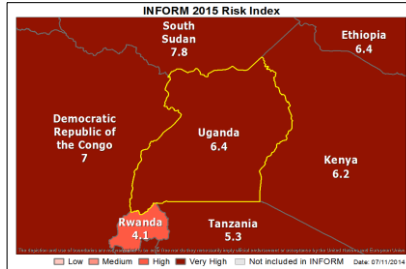 INFORM 2015 Risk Index
South
Sudan
7.8
Ethiopia
6.4
Democratic
Republic of
the Congo
7
Uganda
6.4
Kenya
6.2
Rwanda
4.1
Tanzania
5.3
Low Medium High Very High Not included in INFORM Date: 07/11/2014